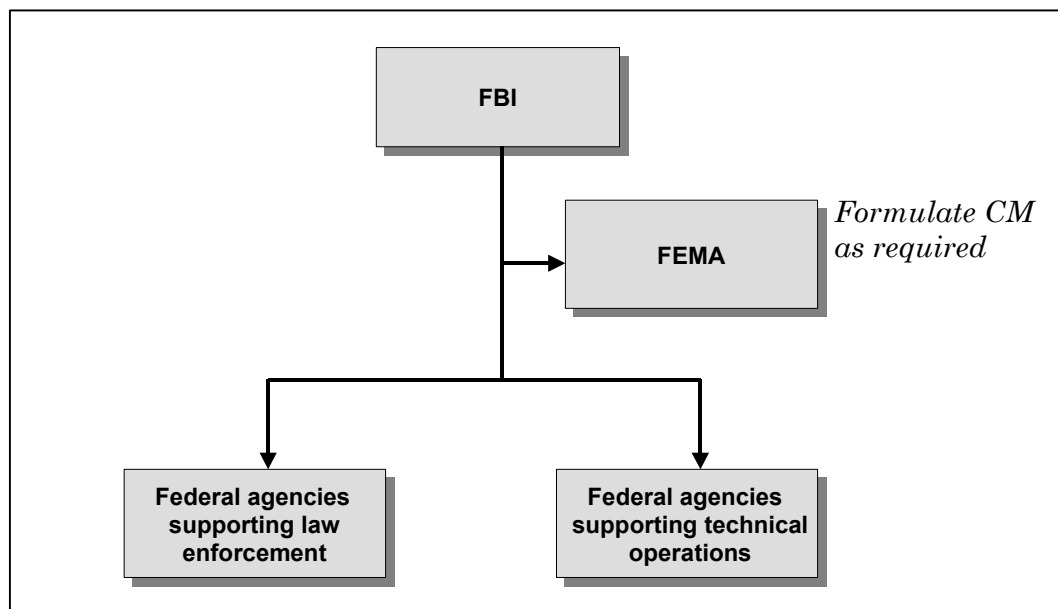 FBI
FEMA
Formulate CM
as required
Federal agencies
supporting law
enforcement
Federal agencies
supporting technical
operations